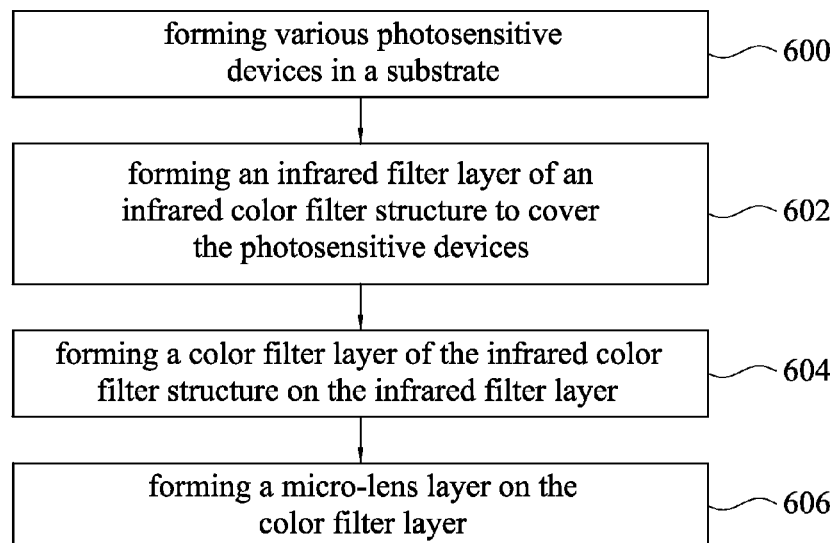 forming various photosensitive
devices in a substrate
600
forming an infrared filter layer of an
infrared color filter structure to cover
the photosensitive devices
602
forming a color filter layer of the infrared color
filter structure on the infrared filter layer
604
forming a micro-lens layer on the
color filter layer
606